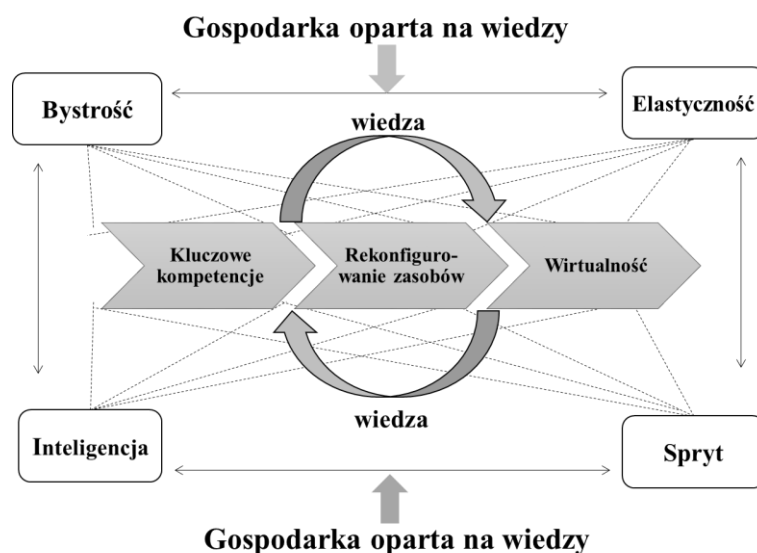 Gospodarka oparta na wiedzy
Bystrość
Elastyczność
wiedza
Kluczowe
kompetencje
Rekonfiguro-
wanie zasobów
Wirtualność
wiedza
Inteligencja
Spryt
Gospodarka oparta na wiedzy